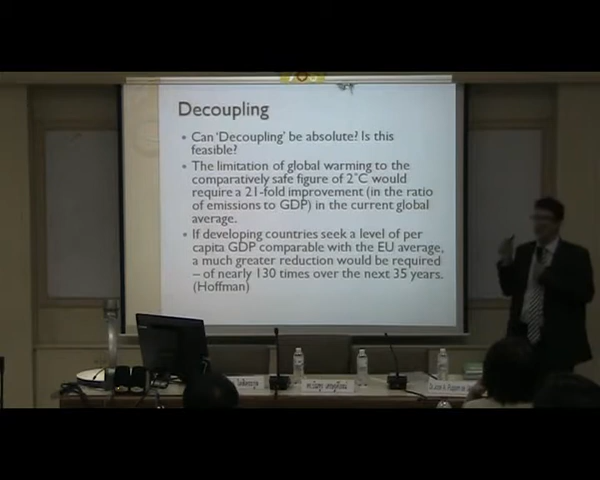 Decoupling
• Can 'Decoupling' be absolute? Is this
feasible?
• The limitation of global warming to the
comparatively safe figure of 2°C would
require a 21-fold improvement (in the ratio
of emissions to GDP) in the current global
average.
• If developing countries seek a level of per
capita GDP comparable with the EU average,
a much greater reduction would be required
– of nearly 130 times over the next 35 years.
(Hoffman)